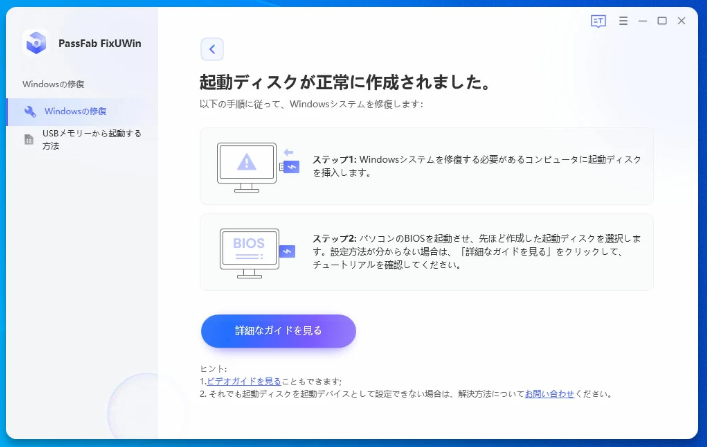 PassFab FixUWin
Windowsの修復
Windowsの修復
USBメモリーから起動する
方法
起動ディスクが正常に作成されました。
以下の手順に従って、Windowsシステムを修復します:
ステップ1: Windowsシステムを修復する必要があるコンピュータに起動ディスク
を挿入します。
BIOS
ステップ2: パソコンのBIOSを起動させ、先ほど作成した起動ディスクを選択しま
す。設定方法が分からない場合は、「詳細なガイドを見る」をクリックして、
チュートリアルを確認してください。
詳細なガイドを見る
ヒント:
1.ビデオガイドを見ることもできます;
2. それでも起動ディスクを起動デバイスとして設定できない場合は、解決方法についてお問い合わせください。